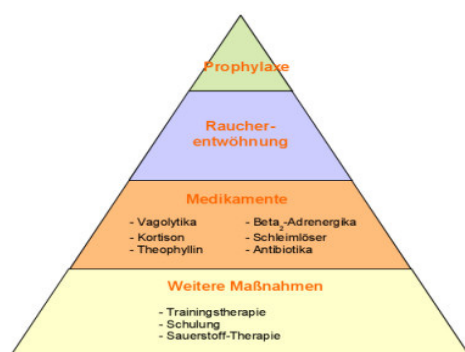 Prophylaxe
Raucher-
entwöhnung
Medikamente
- Vagolytika
- Kortison
- Theophyllin
- Beta2-Adrenergika
- Schleimlöser
- Antibiotika
Weitere Maßnahmen
- Trainingstherapie
- Schulung
- Sauerstoff-Therapie